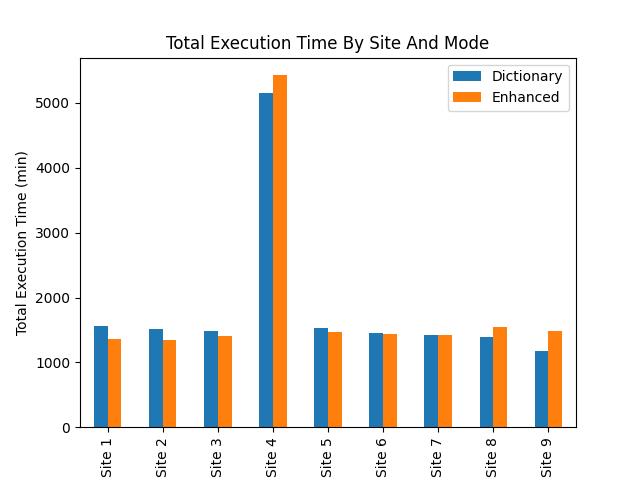 Total Execution Time By Site And Mode
Dictionary
Enhanced
Total Execution Time (min)
5000
4000
3000
2000
1000
0
Site 1
Site 2
Site 3
Site 4
Site 5
Site 6
Site 7
Site 8
Site 9